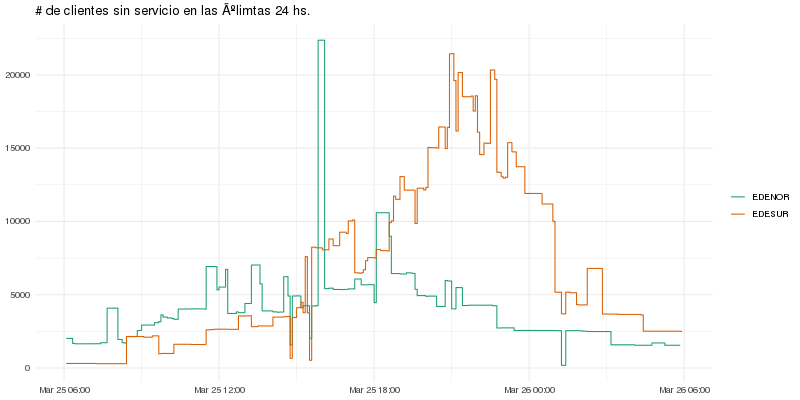 # de clientes sin servicio en las Ãºlimtas 24 hs.
20000
15000
10000
5000
0
Mar 25 06:00
Mar 25 12:00
Mar 25 18:00
Mar 26 00:00
Mar 26 06:00
EDENOR
EDESUR